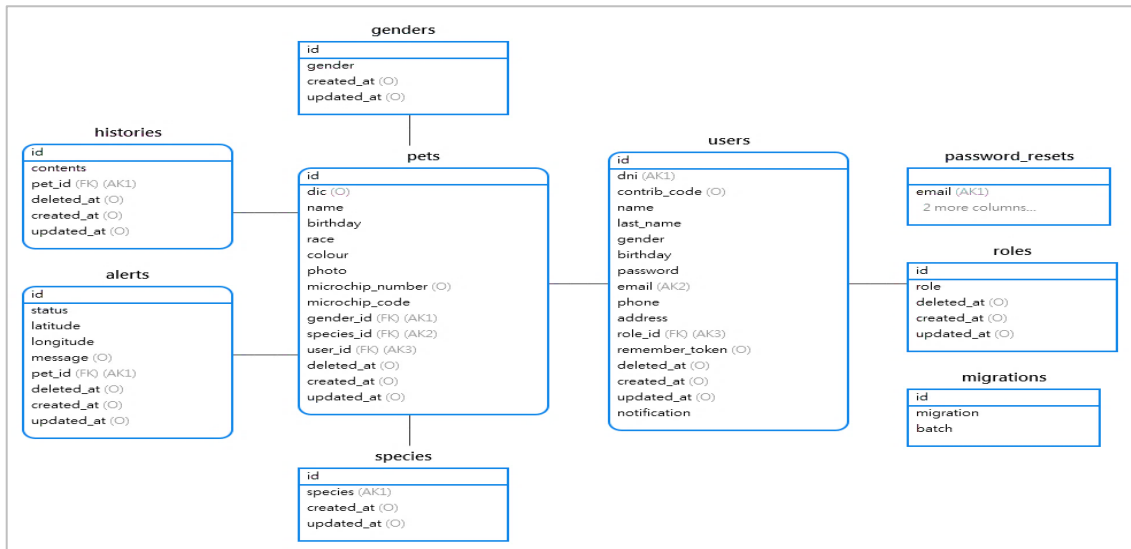 genders
id
gender
created_at (O)
updated_at (O)
histories
id
contents
pet_id (FK) (AK1)
deleted_at (O)
created_at (O)
updated_at (O)
alerts
id
status
latitude
longitude
message (O)
pet_id (FK) (AK1)
deleted_at (O)
created_at (O)
updated_at (O)
pets
id
dic (O)
name
birthday
race
colour
photo
microchip_number (O)
microchip_code
gender_id (FK) (AK1)
species_id (FK) (AK2)
user_id (FK) (AK3)
deleted_at (O)
created_at (O)
updated_at (O)
species
id
species (AK1)
created_at (O)
updated_at (O)
users
id
dni (AK1)
contrib_code (O)
name
last_name
gender
birthday
password
email (AK2)
phone
address
role_id (FK) (AK3)
remember_token (O)
deleted_at (O)
created_at (O)
updated_at (O)
notification
password_resets
email (AK1)
2 more columns...
roles
id
role
deleted_at (O)
created_at (O)
updated_at (O)
migrations
id
migration
batch